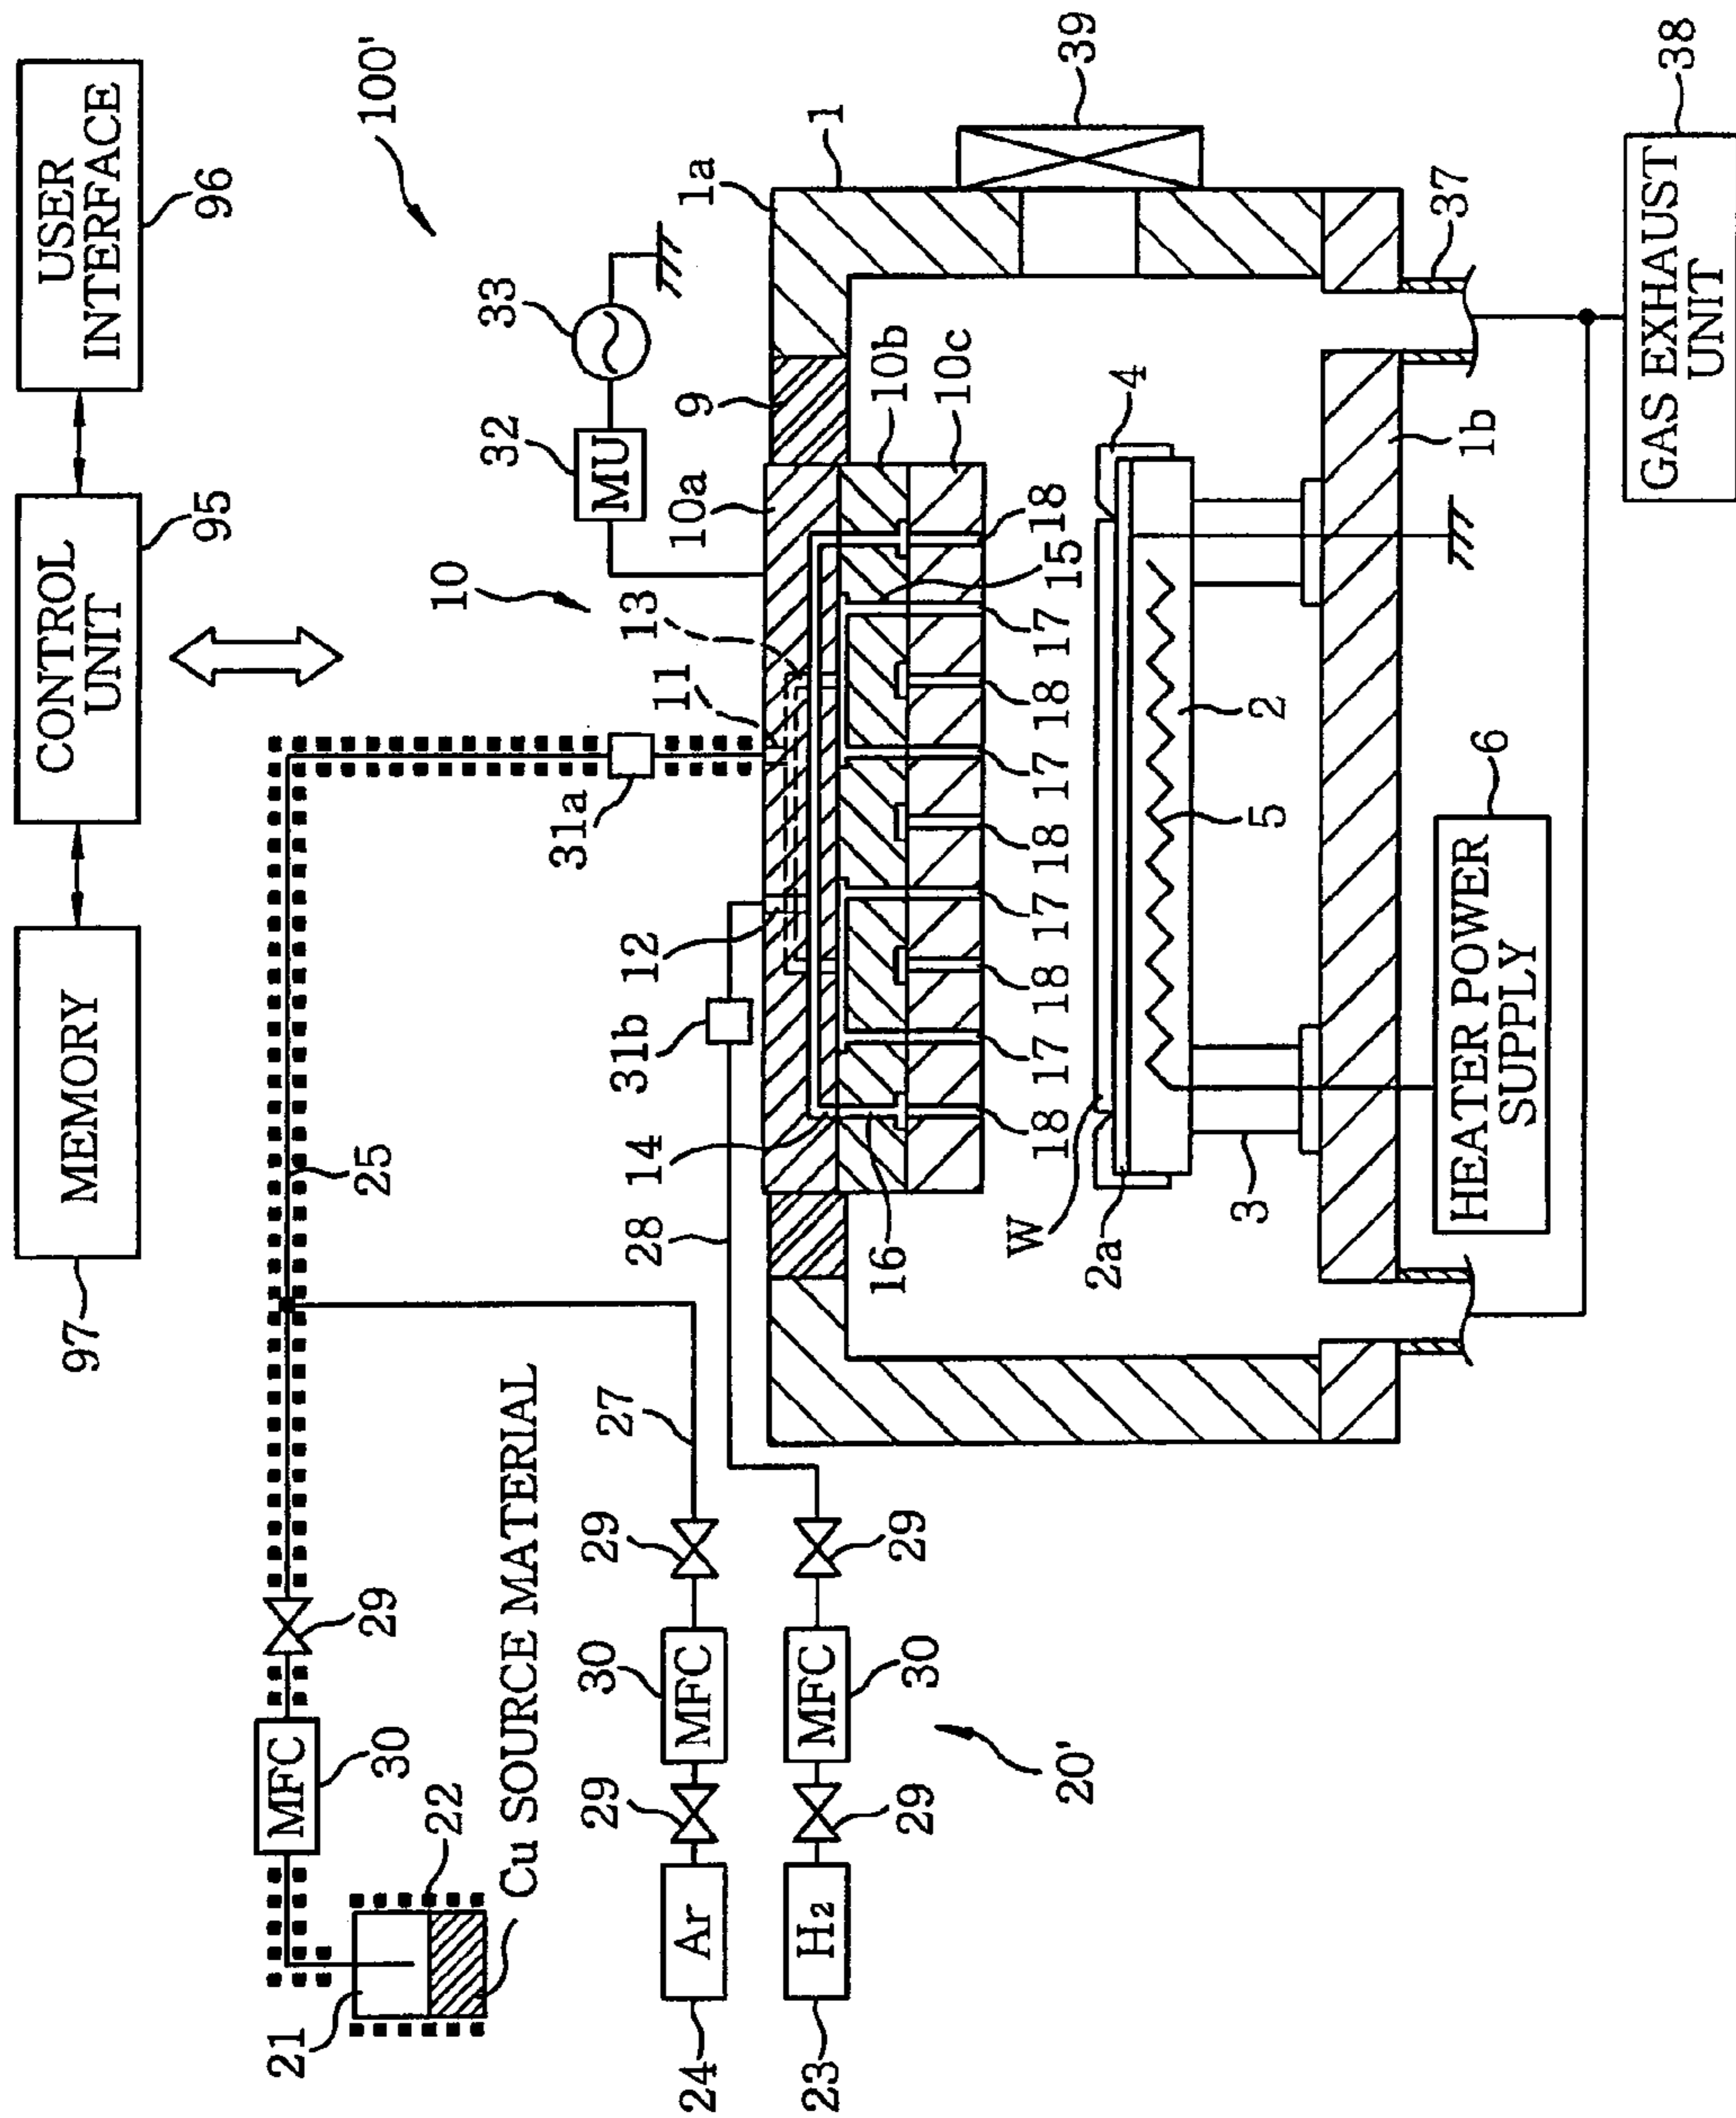 MEMORY
97
CONTROL
UNIT
95
USER
INTERFACE
96
100'
25
MFC
30
29
21
22
Cu SOURCE MATERIAL
31a
10
11
13
32
MU
33
27
28
31b
14
12
10a
9
1a
1
Ar
24
29
MFC
30
29
H2
23
29
MFC
30
29
20'
16
15
10b
10c
18
17
18
17
18
17
18
17
18
39
W
2a
4
3
5
2
6
HEATER POWER
SUPPLY
1b
37
38
GAS EXHAUST
UNIT